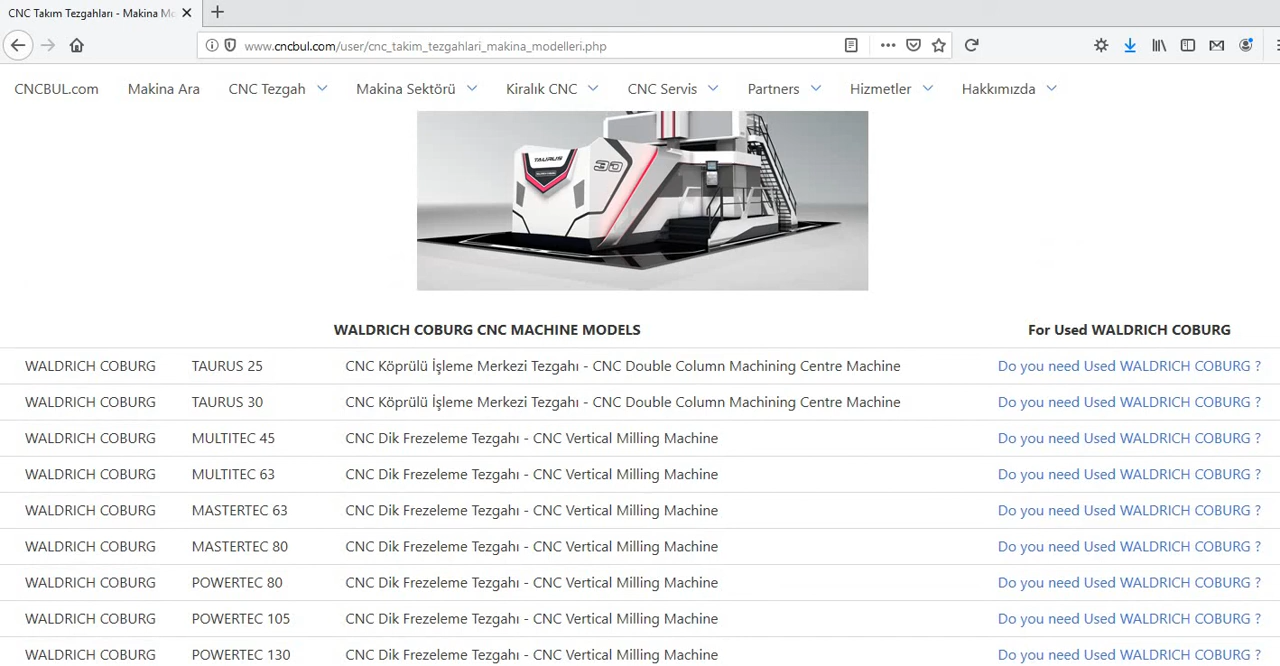 CNC Takım Tezgahları - Makina Mo
www.cncbul.com/user/cnc_takim_tezgahlari_makina_modelleri.php
CNCBUL.com Makina Ara CNC Tezgah Makina Sektörü Kiralık CNC CNC Servis Partners Hizmetler Hakkımızda
TAURUS
30
WALDRICH COBURG CNC MACHINE MODELS For Used WALDRICH COBURG
WALDRICH COBURG TAURUS 25 CNC Köprülü İşleme Merkezi Tezgahı - CNC Double Column Machining Centre Machine Do you need Used WALDRICH COBURG ?
WALDRICH COBURG TAURUS 30 CNC Köprülü İşleme Merkezi Tezgahı - CNC Double Column Machining Centre Machine Do you need Used WALDRICH COBURG ?
WALDRICH COBURG MULTITEC 45 CNC Dik Frezeleme Tezgahı - CNC Vertical Milling Machine Do you need Used WALDRICH COBURG ?
WALDRICH COBURG MULTITEC 63 CNC Dik Frezeleme Tezgahı - CNC Vertical Milling Machine Do you need Used WALDRICH COBURG ?
WALDRICH COBURG MASTERTEC 63 CNC Dik Frezeleme Tezgahı - CNC Vertical Milling Machine Do you need Used WALDRICH COBURG ?
WALDRICH COBURG MASTERTEC 80 CNC Dik Frezeleme Tezgahı - CNC Vertical Milling Machine Do you need Used WALDRICH COBURG ?
WALDRICH COBURG POWERTEC 80 CNC Dik Frezeleme Tezgahı - CNC Vertical Milling Machine Do you need Used WALDRICH COBURG ?
WALDRICH COBURG POWERTEC 105 CNC Dik Frezeleme Tezgahı - CNC Vertical Milling Machine Do you need Used WALDRICH COBURG ?
WALDRICH COBURG POWERTEC 130 CNC Dik Frezeleme Tezgahı - CNC Vertical Milling Machine Do you need Used WALDRICH COBURG ?